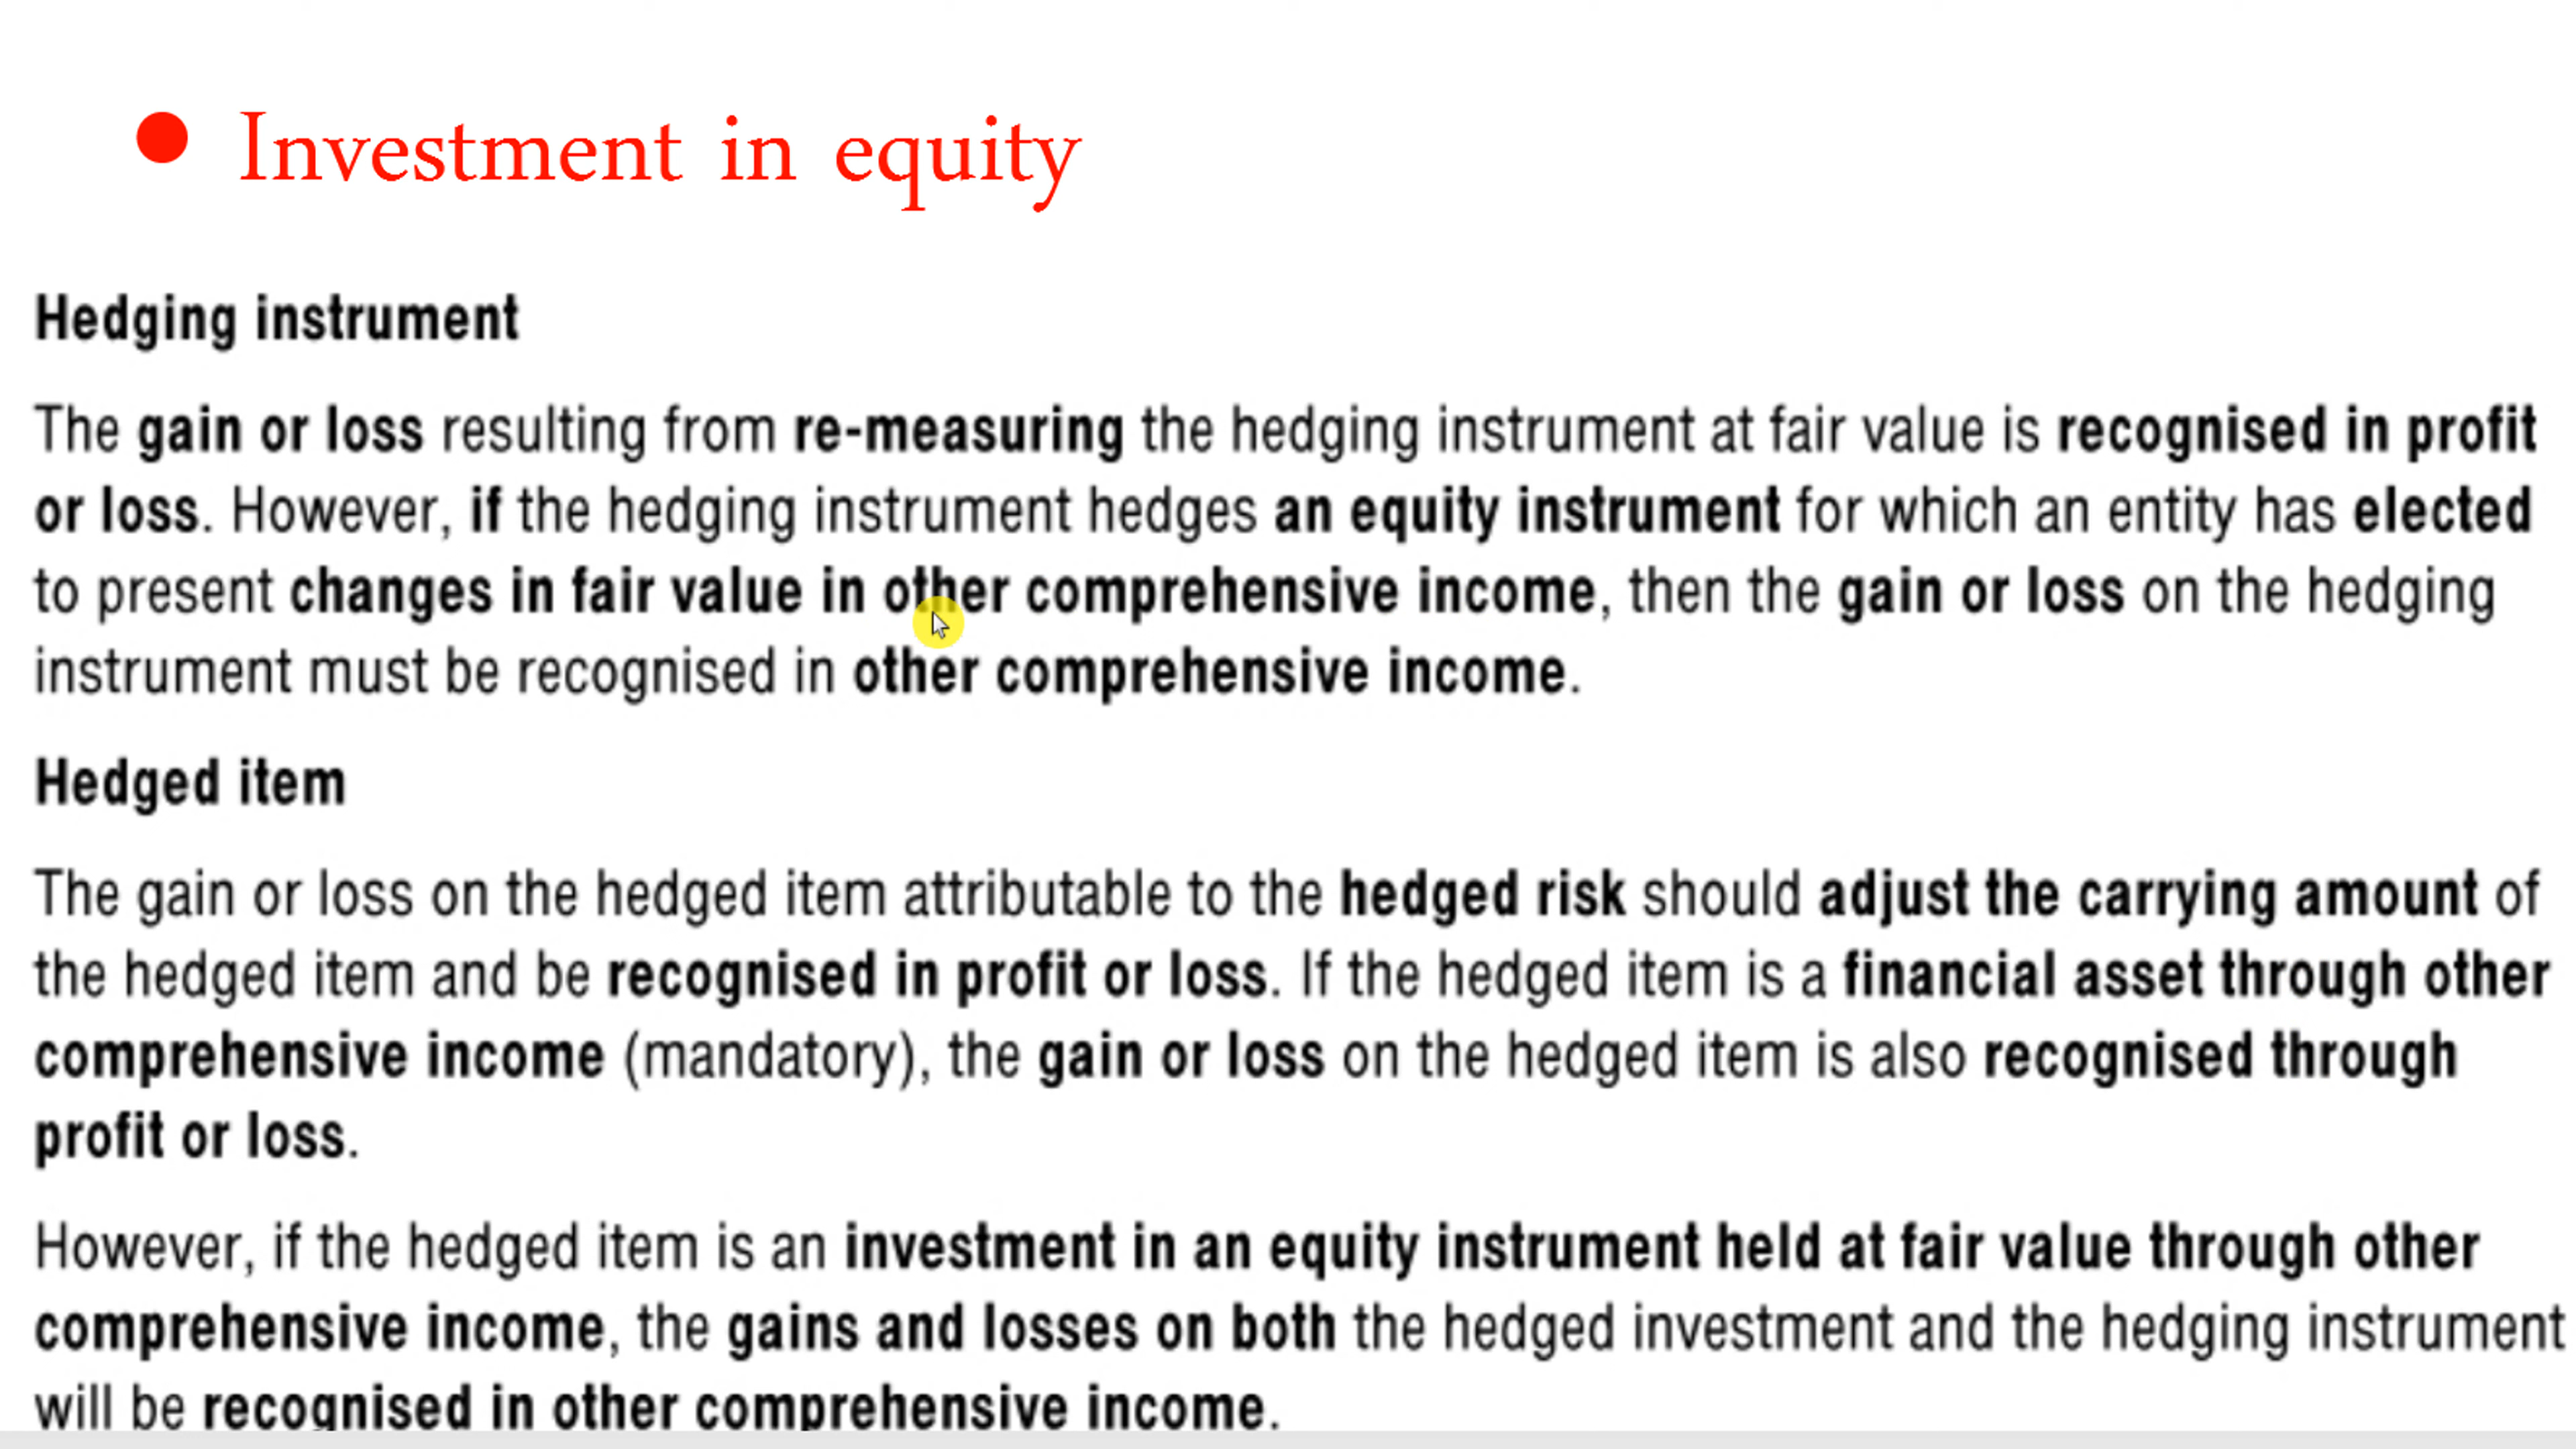 • Investment in equity
Hedging instrument
The gain or loss resulting from re-measuring the hedging instrument at fair value is recognised in profit
or loss. However, if the hedging instrument hedges an equity instrument for which an entity has elected
to present changes in fair value in other comprehensive income, then the gain or loss on the hedging
instrument must be recognised in other comprehensive income.
Hedged item
The gain or loss on the hedged item attributable to the hedged risk should adjust the carrying amount of
the hedged item and be recognised in profit or loss. If the hedged item is a financial asset through other
comprehensive income (mandatory), the gain or loss on the hedged item is also recognised through
profit or loss.
However, if the hedged item is an investment in an equity instrument held at fair value through other
comprehensive income, the gains and losses on both the hedged investment and the hedging instrument
will be recognised in other comprehensive income.